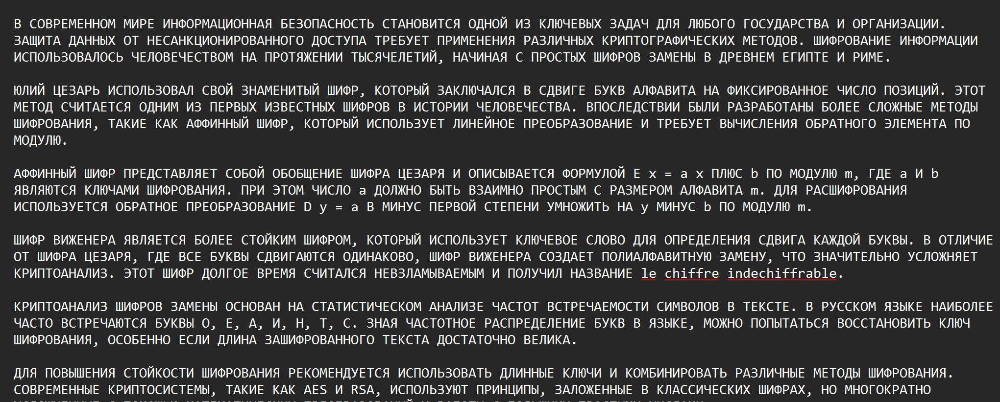 В СОВРЕМЕННОМ МИРЕ ИНФОРМАЦИОННАЯ БЕЗОПАСНОСТЬ СТАНОВИТСЯ ОДНОЙ ИЗ КЛЮЧЕВЫХ ЗАДАЧ ДЛЯ ЛЮБОГО ГОСУДАРСТВА И ОРГАНИЗАЦИИ.
ЗАЩИТА ДАННЫХ ОТ НЕСАНКЦИОНИРОВАННОГО ДОСТУПА ТРЕБУЕТ ПРИМЕНЕНИЯ РАЗЛИЧНЫХ КРИПТОГРАФИЧЕСКИХ МЕТОДОВ. ШИФРОВАНИЕ ИНФОРМАЦИИ
ИСПОЛЬЗОВАЛОСЬ ЧЕЛОВЕЧЕСТВОМ НА ПРОТЯЖЕНИИ ТЫСЯЧЕЛЕТИЙ, НАЧИНАЯ С ПРОСТЫХ ШИФРОВ ЗАМЕНЫ В ДРЕВНЕМ ЕГИПТЕ И РИМЕ.
ЮЛИЙ ЦЕЗАРЬ ИСПОЛЬЗОВАЛ СВОЙ ЗНАМЕНИТЫЙ ШИФР, КОТОРЫЙ ЗАКЛЮЧАЛСЯ В СДВИГЕ БУКВ АЛФАВИТА НА ФИКСИРОВАННОЕ ЧИСЛО ПОЗИЦИЙ. ЭТОТ
МЕТОД СЧИТАЕТСЯ ОДНИМ ИЗ ПЕРВЫХ ИЗВЕСТНЫХ ШИФРОВ В ИСТОРИИ ЧЕЛОВЕЧЕСТВА. ВПОСЛЕДСТВИИ БЫЛИ РАЗРАБОТАНЫ БОЛЕЕ СЛОЖНЫЕ МЕТОДЫ
ШИФРОВАНИЯ, ТАКИЕ КАК АФФИННЫЙ ШИФР, КОТОРЫЙ ИСПОЛЬЗУЕТ ЛИНЕЙНОЕ ПРЕОБРАЗОВАНИЕ И ТРЕБУЕТ ВЫЧИСЛЕНИЯ ОБРАТНОГО ЭЛЕМЕНТА ПО
МОДУЛЮ.
АФФИННЫЙ ШИФР ПРЕДСТАВЛЯЕТ СОБОЙ ОБОБЩЕНИЕ ШИФРА ЦЕЗАРЯ И ОПИСЫВАЕТСЯ ФОРМУЛОЙ E x = a x ПЛЮС b ПО МОДУЛЮ m, ГДЕ a И b
ЯВЛЯЮТСЯ КЛЮЧАМИ ШИФРОВАНИЯ. ПРИ ЭТОМ ЧИСЛО a ДОЛЖНО БЫТЬ ВЗАИМНО ПРОСТЫМ С РАЗМЕРОМ АЛФАВИТА m. ДЛЯ РАСШИФРОВАНИЯ
ИСПОЛЬЗУЕТСЯ ОБРАТНОЕ ПРЕОБРАЗОВАНИЕ D y = a В МИНУС ПЕРВОЙ СТЕПЕНИ УМНОЖИТЬ НА y МИНУС b ПО МОДУЛЮ m.
ШИФР ВИЖЕНЕРА ЯВЛЯЕТСЯ БОЛЕЕ СТОЙКИМ ШИФРОМ, КОТОРЫЙ ИСПОЛЬЗУЕТ КЛЮЧЕВОЕ СЛОВО ДЛЯ ОПРЕДЕЛЕНИЯ СДВИГА КАЖДОЙ БУКВЫ. В ОТЛИЧИЕ
ОТ ШИФРА ЦЕЗАРЯ, ГДЕ ВСЕ БУКВЫ СДВИГАЮТСЯ ОДИНАКОВО, ШИФР ВИЖЕНЕРА СОЗДАЕТ ПОЛИАЛФАВИТНУЮ ЗАМЕНУ, ЧТО ЗНАЧИТЕЛЬНО УСЛОЖНЯЕТ
КРИПТОАНАЛИЗ. ЭТОТ ШИФР ДОЛГОЕ ВРЕМЯ СЧИТАЛСЯ НЕВЗЛАМЫВАЕМЫМ И ПОЛУЧИЛ НАЗВАНИЕ le chiffre indechiffrable.
КРИПТОАНАЛИЗ ШИФРОВ ЗАМЕНЫ ОСНОВАН НА СТАТИСТИЧЕСКОМ АНАЛИЗЕ ЧАСТОТ ВСТРЕЧАЕМОСТИ СИМВОЛОВ В ТЕКСТЕ. В РУССКОМ ЯЗЫКЕ НАИБОЛЕЕ
ЧАСТО ВСТРЕЧАЮТСЯ БУКВЫ О, Е, А, И, Н, Т, С. ЗНАЯ ЧАСТОТНОЕ РАСПРЕДЕЛЕНИЕ БУКВ В ЯЗЫКЕ, МОЖНО ПОПЫТАТЬСЯ ВОССТАНОВИТЬ КЛЮЧ
ШИФРОВАНИЯ, ОСОБЕННО ЕСЛИ ДЛИНА ЗАШИФРОВАННОГО ТЕКСТА ДОСТАТОЧНО ВЕЛИКА.
ДЛЯ ПОВЫШЕНИЯ СТОЙКОСТИ ШИФРОВАНИЯ РЕКОМЕНДУЕТСЯ ИСПОЛЬЗОВАТЬ ДЛИННЫЕ КЛЮЧИ И КОМБИНИРОВАТЬ РАЗЛИЧНЫЕ МЕТОДЫ ШИФРОВАНИЯ.
СОВРЕМЕННЫЕ КРИПТОСИСТЕМЫ, ТАКИЕ КАК AES И RSA, ИСПОЛЬЗУЮТ ПРИНЦИПЫ, ЗАЛОЖЕННЫЕ В КЛАССИЧЕСКИХ ШИФРАХ, НО МНОГОКРАТНО